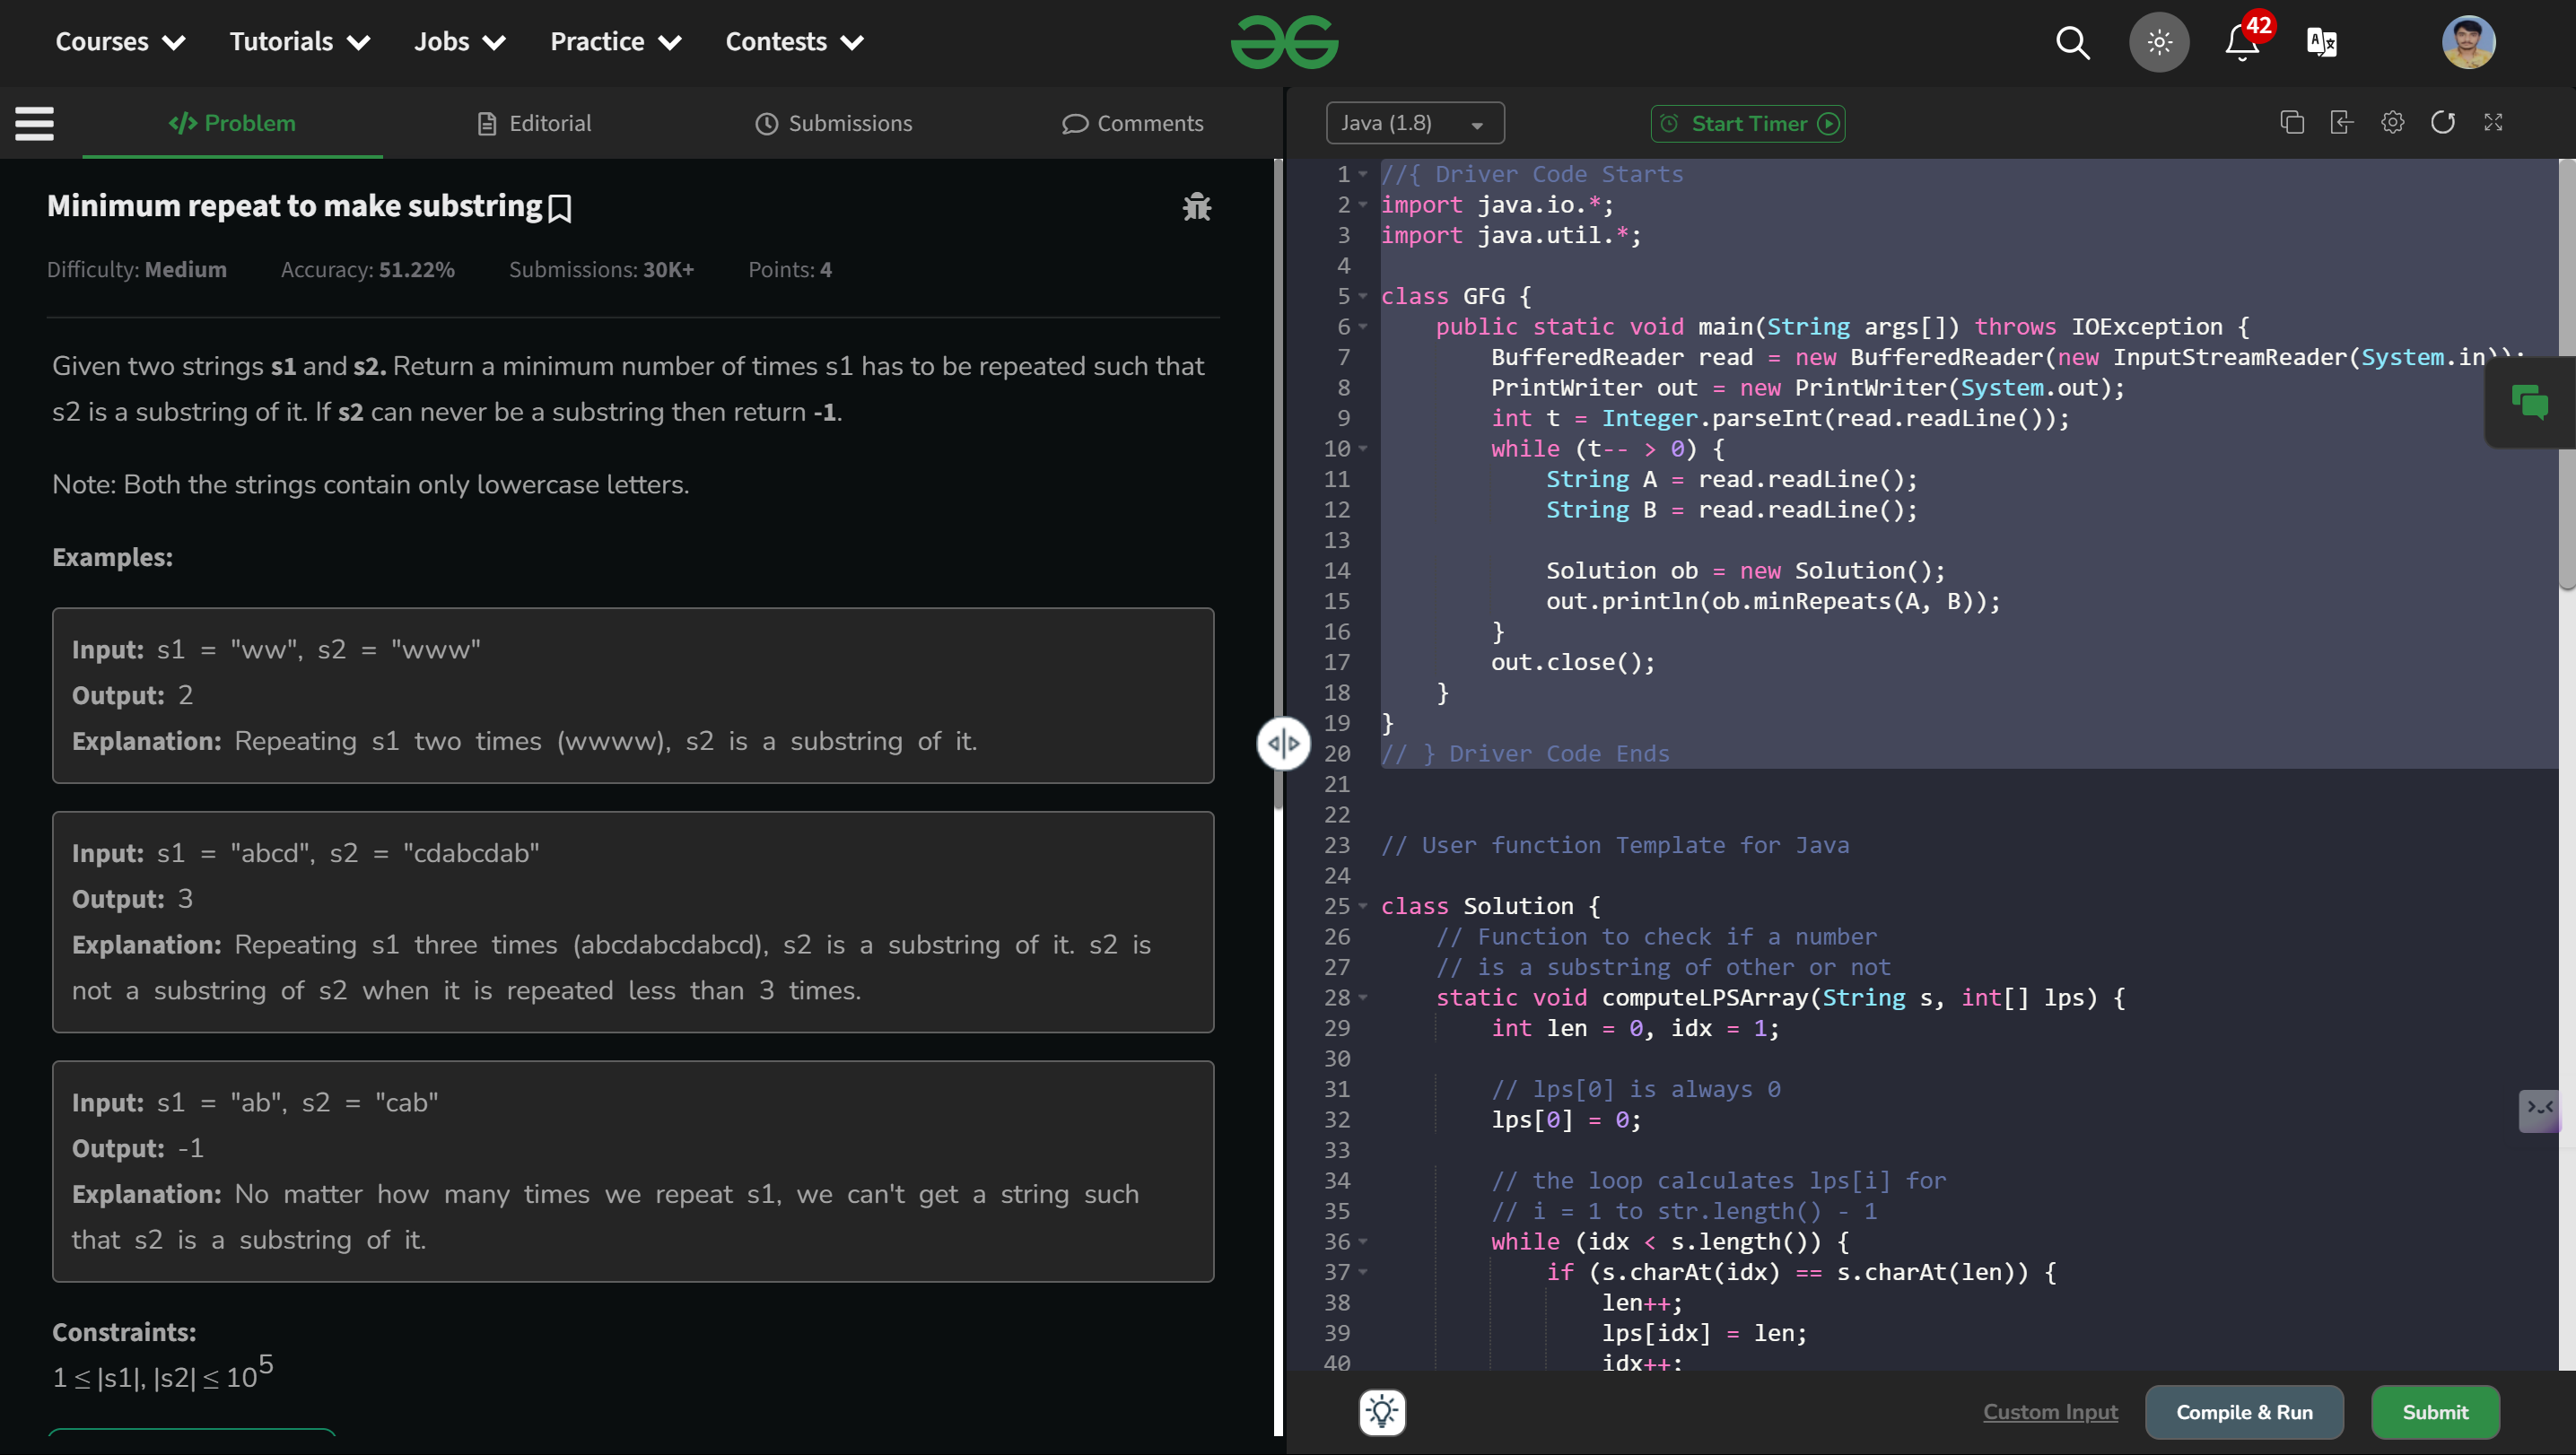 Courses Tutorials Jobs Practice Contests
42
Problem Editorial Submissions Comments
Minimum repeat to make substring
Difficulty: Medium Accuracy: 51.22% Submissions: 30K+ Points: 4
Given two strings s1 and s2. Return a minimum number of times s1 has to be repeated such that
s2 is a substring of it. If s2 can never be a substring then return -1.
Note: Both the strings contain only lowercase letters.
Examples:
Input: s1 = "ww", s2 = "www"
Output: 2
Explanation: Repeating s1 two times (wwww), s2 is a substring of it.
Input: s1 = "abcd", s2 = "cdabcdab"
Output: 3
Explanation: Repeating s1 three times (abcdabcdabcd), s2 is a substring of it. s2 is
not a substring of s2 when it is repeated less than 3 times.
Input: s1 = "ab", s2 = "cab"
Output: -1
Explanation: No matter how many times we repeat s1, we can't get a string such
that s2 is a substring of it.
Constraints:
1 ≤ |s1|, |s2| ≤ 10^5
Java (1.8) Start Timer
1 //{ Driver Code Starts
2 import java.io.*;
3 import java.util.*;
4
5 class GFG {
6     public static void main(String args[]) throws IOException {
7         BufferedReader read = new BufferedReader(new InputStreamReader(System.in));
8         PrintWriter out = new PrintWriter(System.out);
9         int t = Integer.parseInt(read.readLine());
10         while (t-- > 0) {
11             String A = read.readLine();
12             String B = read.readLine();
13
14             Solution ob = new Solution();
15             out.println(ob.minRepeats(A, B));
16         }
17         out.close();
18     }
19 }
20 // } Driver Code Ends
21
22
23 // User function Template for Java
24
25 class Solution {
26     // Function to check if a number
27     // is a substring of other or not
28     static void computeLPSArray(String s, int[] lps) {
29         int len = 0, idx = 1;
30
31         // lps[0] is always 0
32         lps[0] = 0;
33
34         // the loop calculates lps[i] for
35         // i = 1 to str.length() - 1
36         while (idx < s.length()) {
37             if (s.charAt(idx) == s.charAt(len)) {
38                 len++;
39                 lps[idx] = len;
40                 idx++;
Custom Input Compile & Run Submit